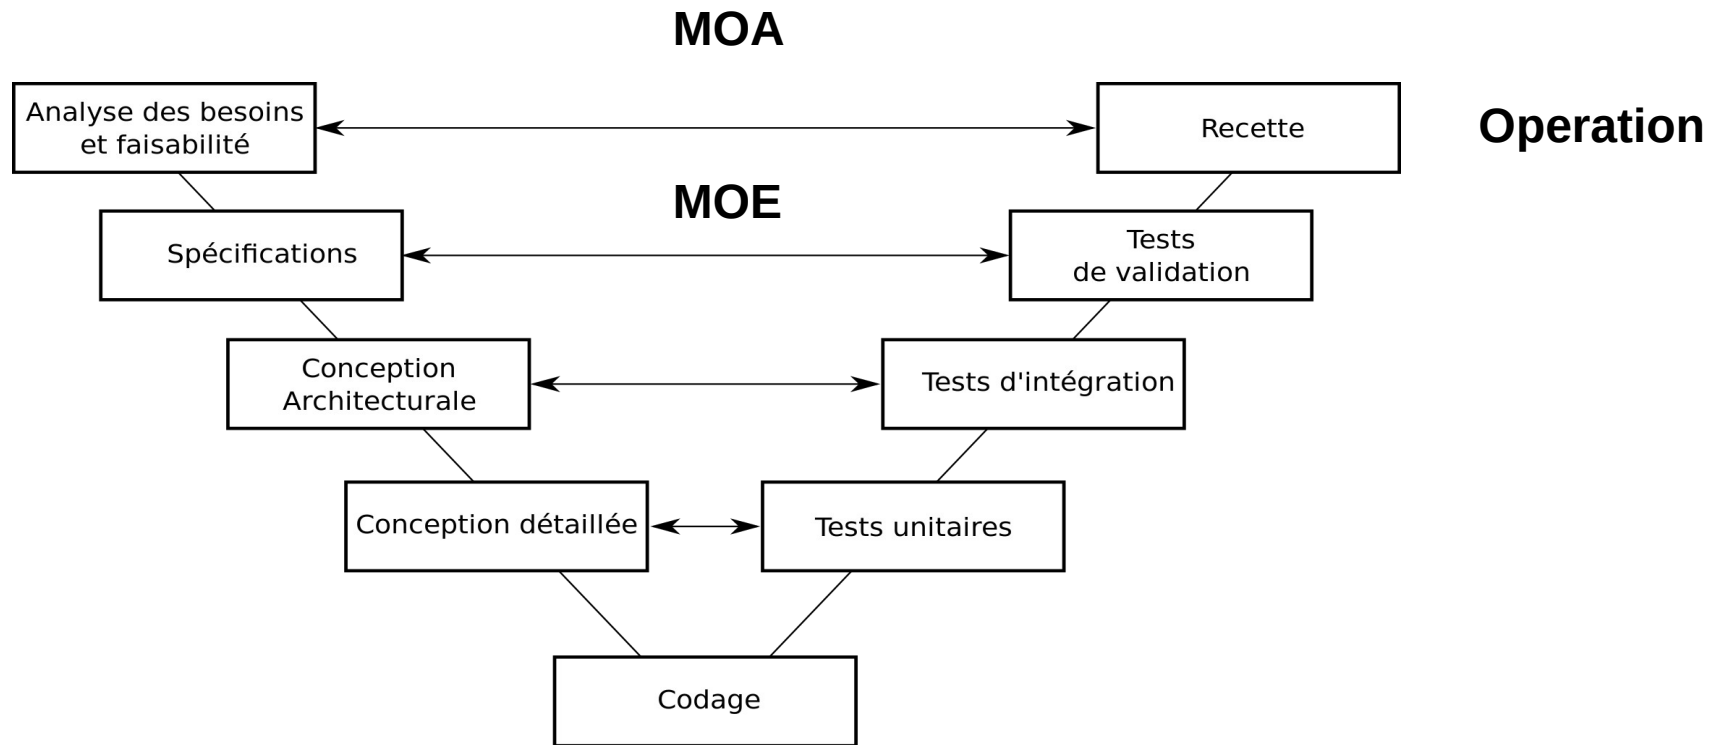 MOA
Analyse des besoins
et faisabilité
Recette
Operation
MOE
Spécifications
Tests
de validation
Conception
Architecturale
Tests d'intégration
Conception détaillée
Tests unitaires
Codage